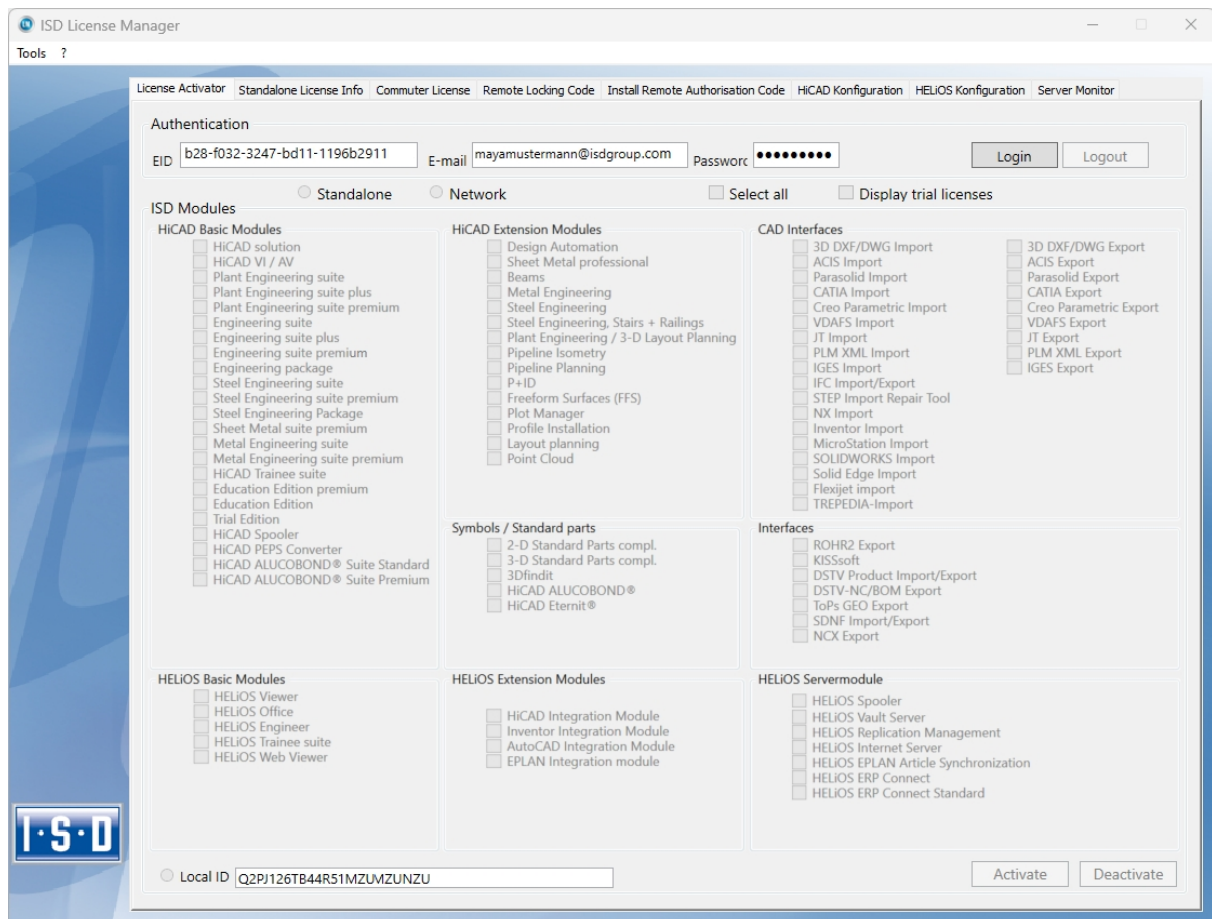 ISD License Manager
Tools ?
License Activator Standalone License Info Commuter License Remote Locking Code Install Remote Authorisation Code HiCAD Konfiguration HELiOS Konfiguration Server Monitor
Authentication
EID b28-f032-3247-bd11-1196b2911 E-mail mayamustermann@isdgroup.com Password ●●●●●●●●● Login Logout
Standalone Network Select all Display trial licenses
ISD Modules
HiCAD Basic Modules
HiCAD solution
HiCAD VI / AV
Plant Engineering suite
Plant Engineering suite plus
Plant Engineering suite premium
Engineering suite
Engineering suite plus
Engineering suite premium
Engineering package
Steel Engineering suite
Steel Engineering suite premium
Steel Engineering Package
Sheet Metal suite premium
Metal Engineering suite
Metal Engineering suite premium
HiCAD Trainee suite
Education Edition premium
Education Edition
Trial Edition
HiCAD Spooler
HiCAD PEPS Converter
HiCAD ALUCOBOND® Suite Standard
HiCAD ALUCOBOND® Suite Premium
HiCAD Extension Modules
Design Automation
Sheet Metal professional
Beams
Metal Engineering
Steel Engineering
Steel Engineering, Stairs + Railings
Plant Engineering / 3-D Layout Planning
Pipeline Isometry
Pipeline Planning
P+ID
Freeform Surfaces (FFS)
Plot Manager
Profile Installation
Layout planning
Point Cloud
CAD Interfaces
3D DXF/DWG Import
ACIS Import
Parasolid Import
CATIA Import
Creo Parametric Import
VDAFS Import
JT Import
PLM XML Import
IGES Import
IFC Import/Export
STEP Import Repair Tool
NX Import
Inventor Import
MicroStation Import
SOLIDWORKS Import
Solid Edge Import
Flexijet import
TREPEDIA-Import
3D DXF/DWG Export
ACIS Export
Parasolid Export
CATIA Export
Creo Parametric Export
VDAFS Export
JT Export
PLM XML Export
IGES Export
Symbols / Standard parts
2-D Standard Parts compl.
3-D Standard Parts compl.
3Dfindit
HiCAD ALUCOBOND®
HiCAD Eternit®
Interfaces
ROHR2 Export
KISSsoft
DSTV Product Import/Export
DSTV-NC/BOM Export
ToPs GEO Export
SDNF Import/Export
NCX Export
HELiOS Basic Modules
HELiOS Viewer
HELiOS Office
HELiOS Engineer
HELiOS Trainee suite
HELiOS Web Viewer
HELiOS Extension Modules
HiCAD Integration Module
Inventor Integration Module
AutoCAD Integration Module
EPLAN Integration module
HELiOS Servermodule
HELiOS Spooler
HELiOS Vault Server
HELiOS Replication Management
HELiOS Internet Server
HELiOS EPLAN Article Synchronization
HELiOS ERP Connect
HELiOS ERP Connect Standard
I·S·D
Local ID Q2PJ126TB44R51MZUMZUNZU Activate Deactivate